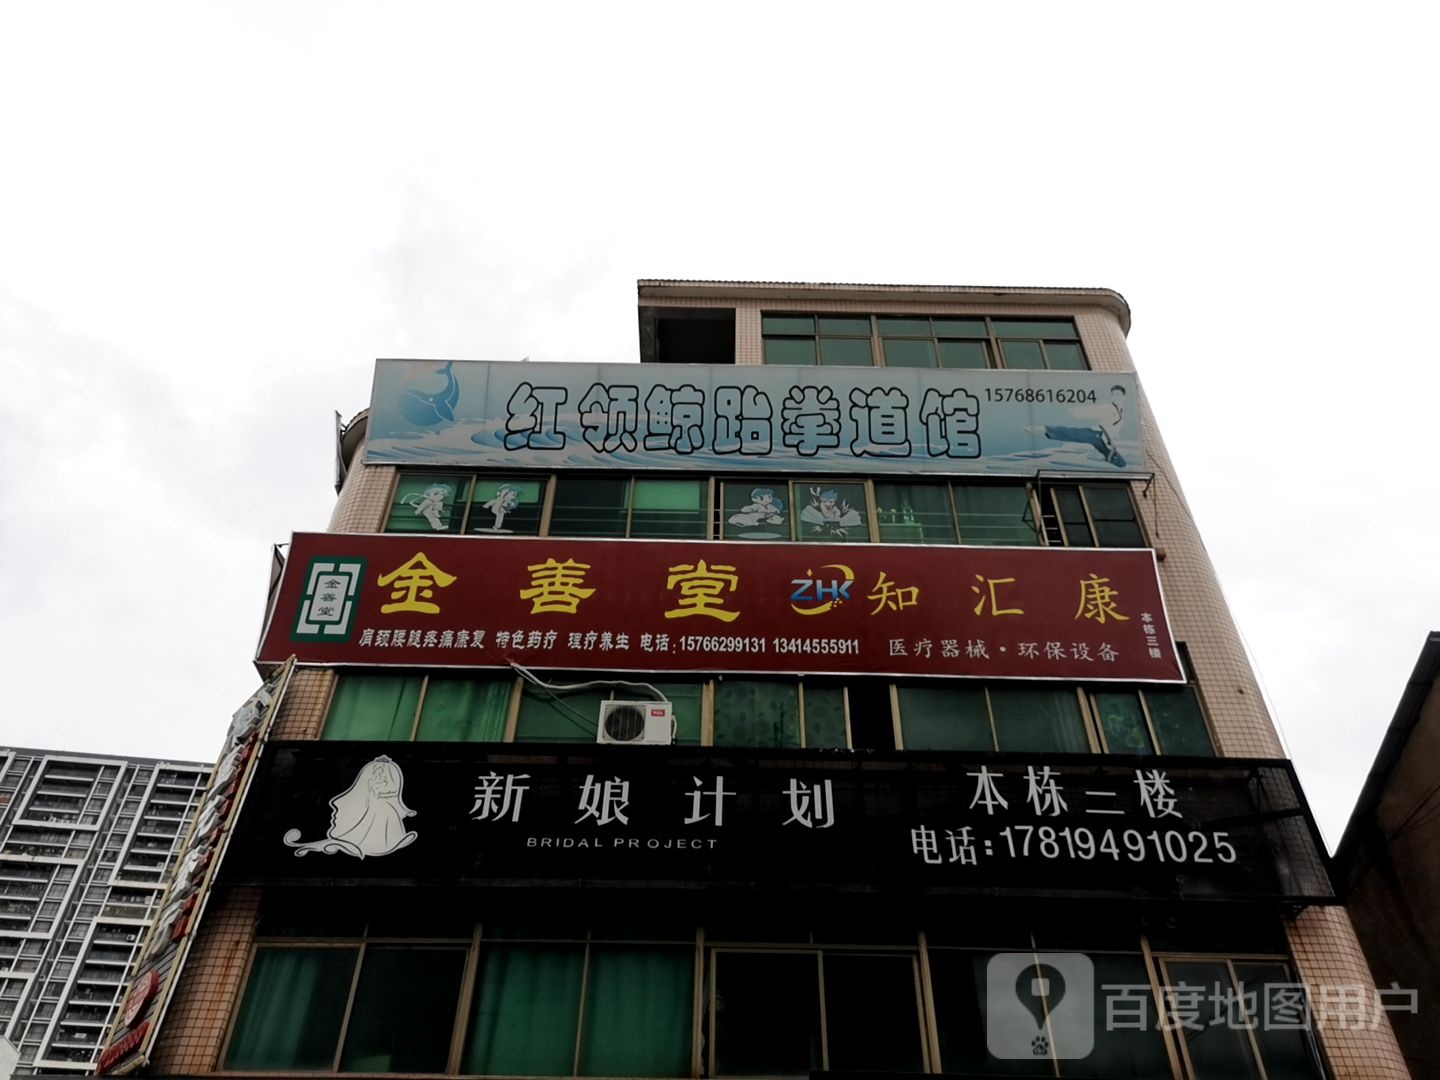 红领鲸跆拳道馆
15768616204
金善堂
金善堂
ZHK
知汇康
肩颈腰腿疼痛康复 特色药疗 理疗养生 电话:15766299131 13414555911
医疗器械·环保设备
本栋三楼
新娘计划
BRIDAL PROJECT
本栋二楼
电话:17819491025
百度地图用户